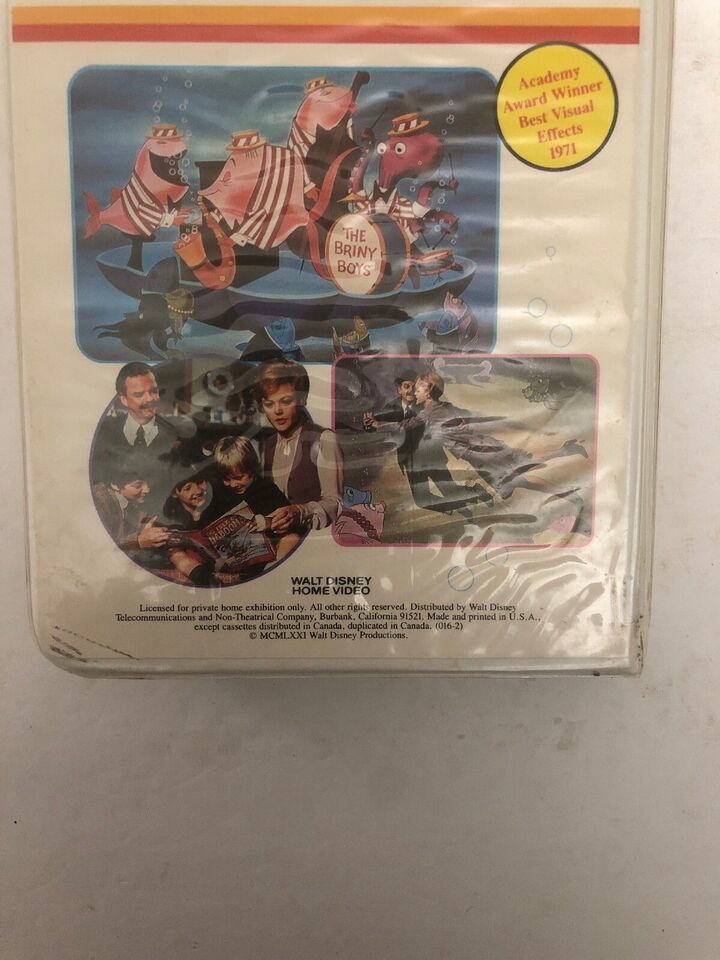 Academy
Award Winner
Best Visual
Effects
1971
THE
BRINY
BOYS
WALT DISNEY
HOME VIDEO
Licensed for private home exhibition only. All other rights reserved. Distributed by Walt Disney
Telecommunications and Non-Theatrical Company, Burbank, California 91521. Made and printed in U.S.A.,
except cassettes distributed in Canada, duplicated in Canada. (016-2)
© MCMLXXI Walt Disney Productions.